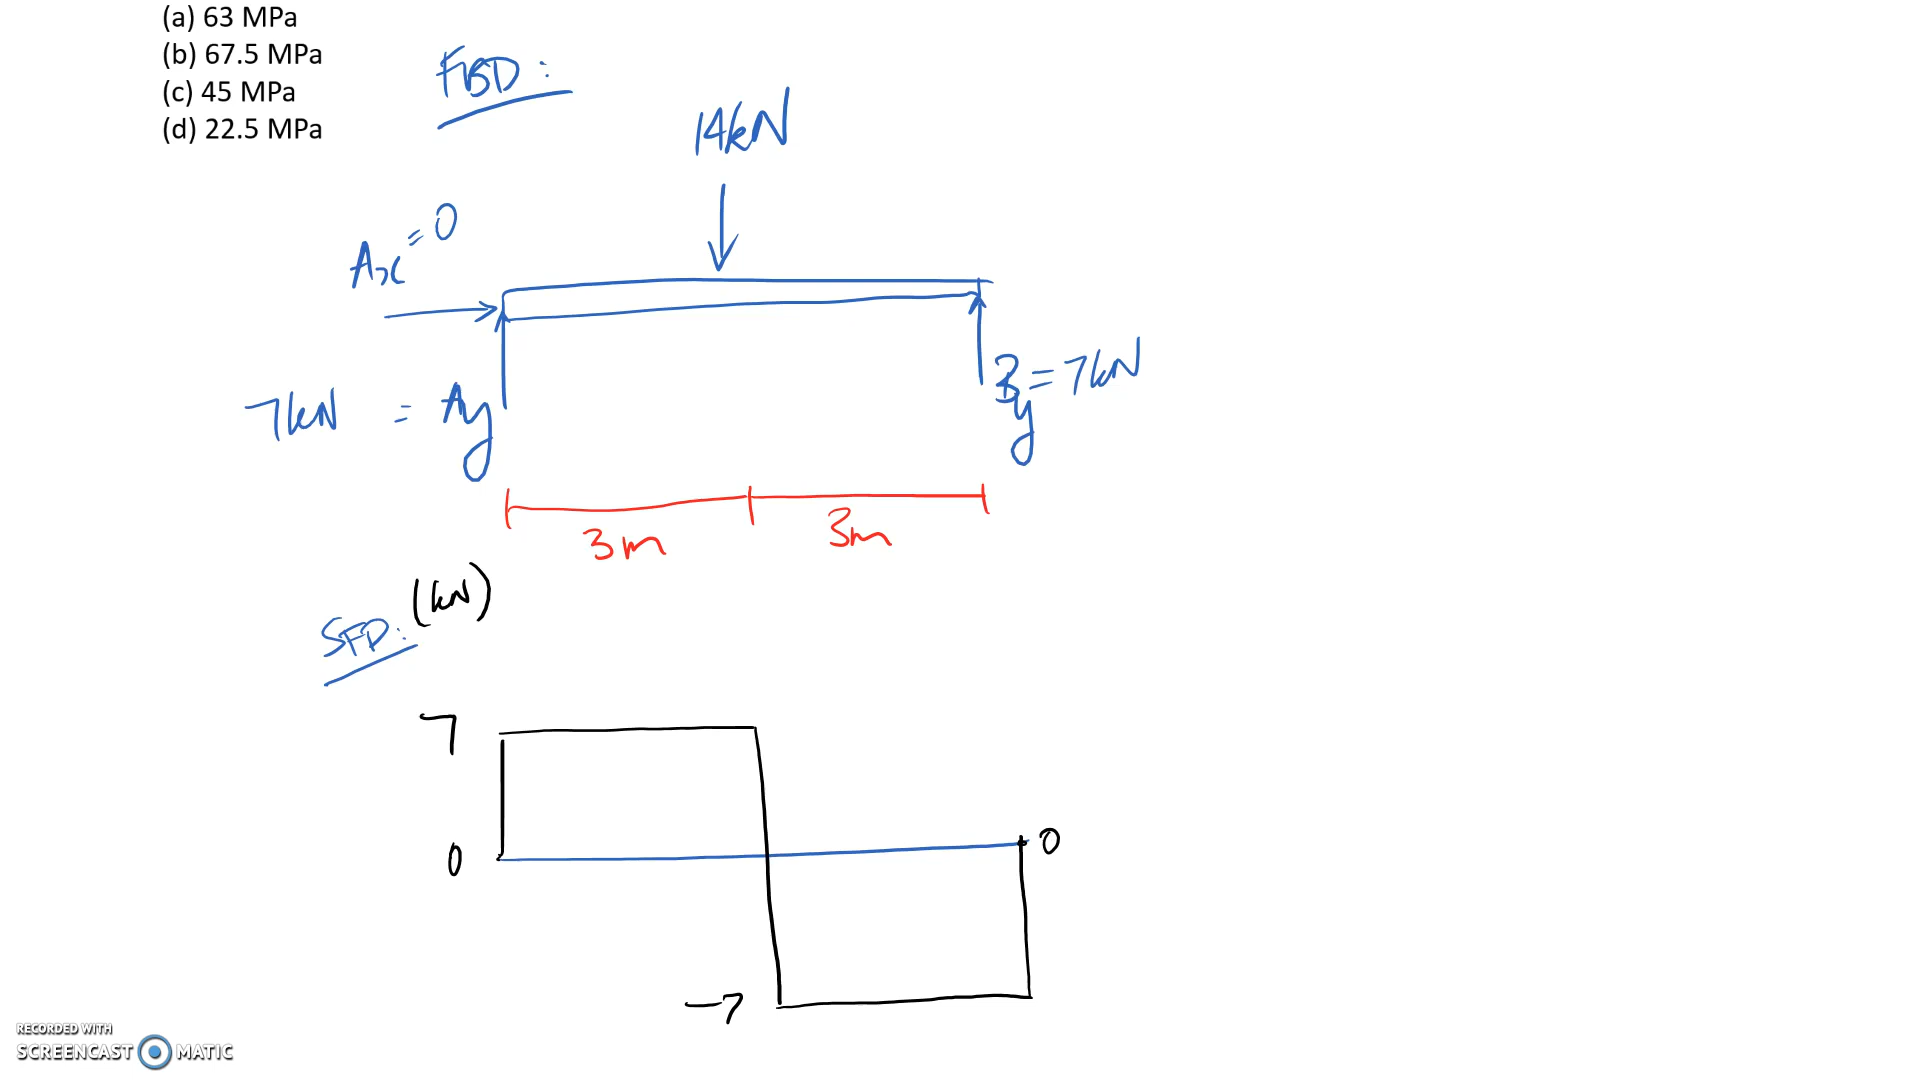 (a) 63 MPa
(b) 67.5 MPa
(c) 45 MPa
(d) 22.5 MPa
FBD:
14kN
Ax = 0
7kN = Ay
By = 7kN
3m 3m
SFD: (kN)
7
0 0
-7
RECORDED WITH
SCREENCAST MATIC